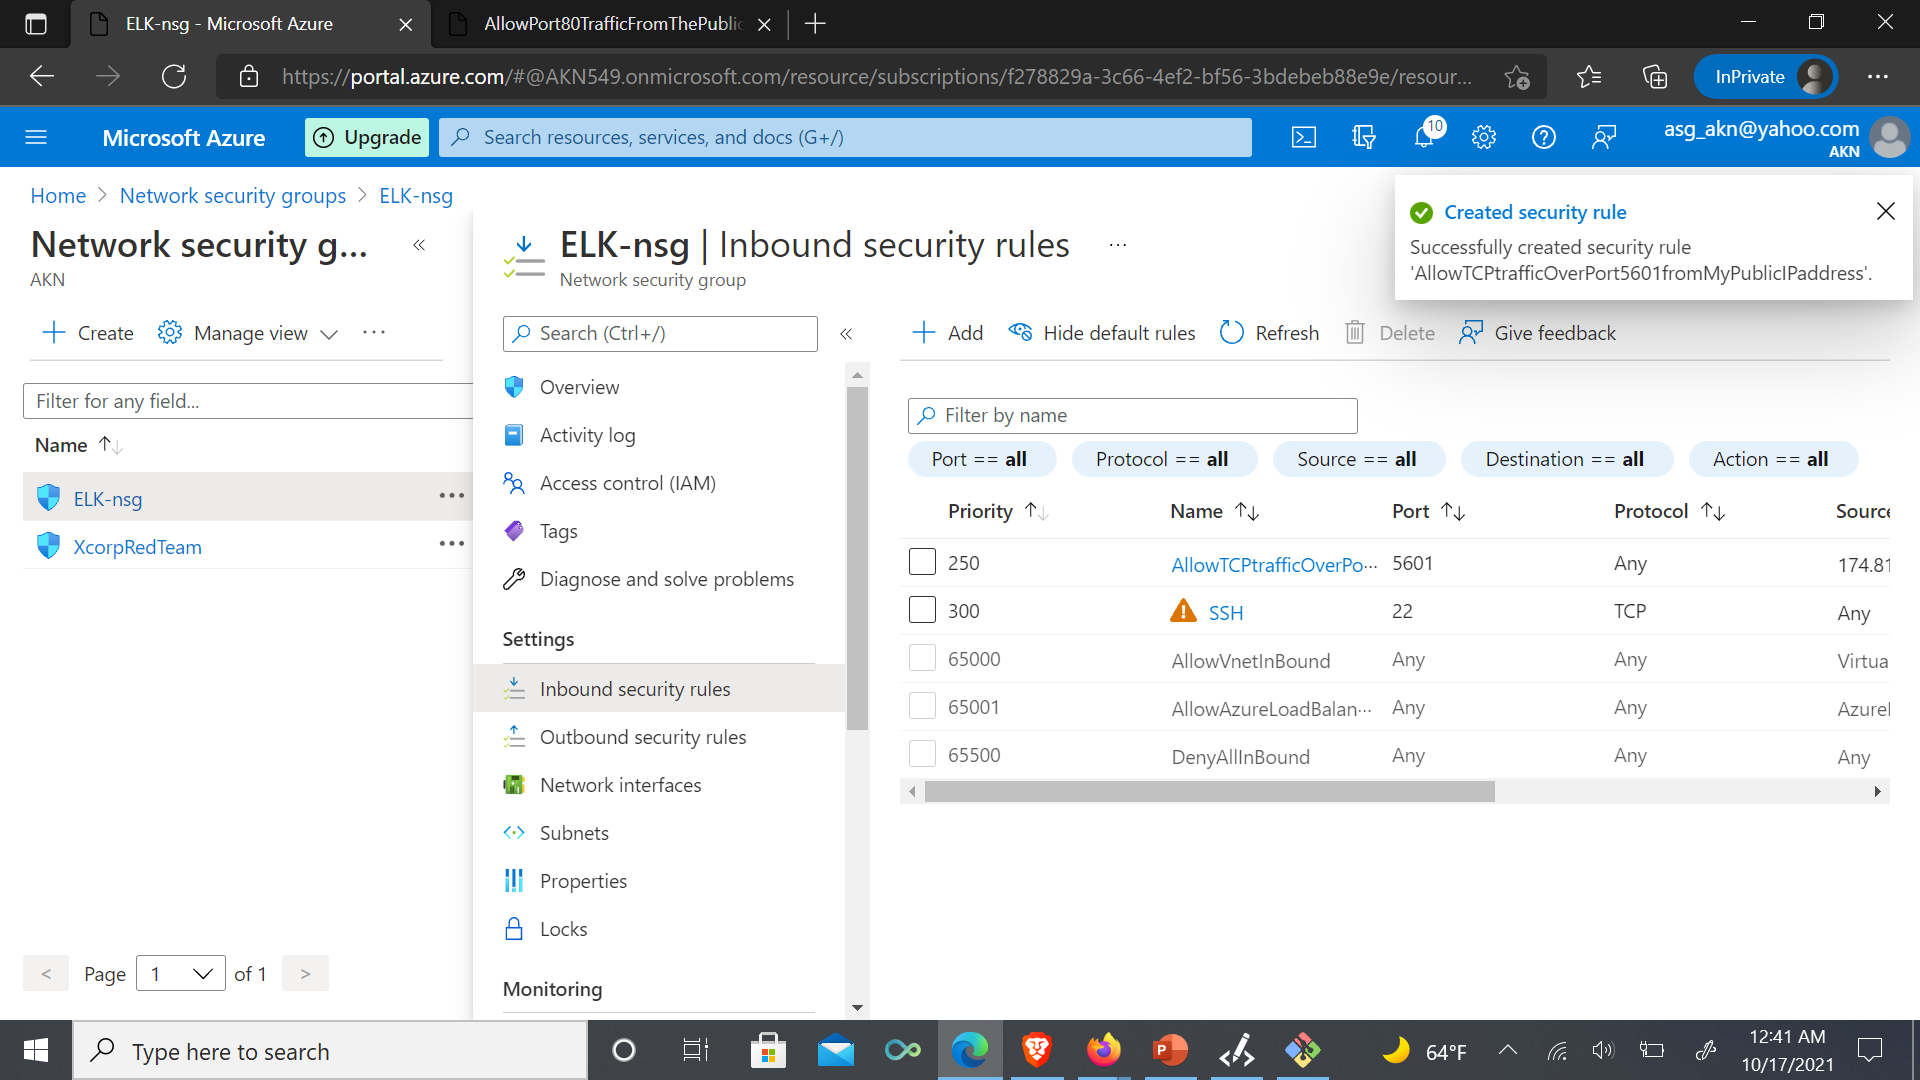 ELK-nsg - Microsoft Azure
AllowPort80TrafficFromThePublic
https://portal.azure.com/#@AKN549.onmicrosoft.com/resource/subscriptions/f278829a-3c66-4ef2-bf56-3bdebeb88e9e/resour...
InPrivate
Microsoft Azure
Upgrade
Search resources, services, and docs (G+/)
10
asg_akn@yahoo.com
AKN
Home > Network security groups > ELK-nsg
Created security rule
Successfully created security rule
'AllowTCPtrafficOverPort5601fromMyPublicIPaddress'.
Network security g...
«
AKN
Create
Manage view
...
Filter for any field...
Name
ELK-nsg
XcorpRedTeam
< Page 1 of 1 >
ELK-nsg | Inbound security rules
...
Network security group
Search (Ctrl+/)
«
Overview
Activity log
Access control (IAM)
Tags
Diagnose and solve problems
Settings
Inbound security rules
Outbound security rules
Network interfaces
Subnets
Properties
Locks
Monitoring
Add
Hide default rules
Refresh
Delete
Give feedback
Filter by name
Port == all
Protocol == all
Source == all
Destination == all
Action == all
Priority Name Port Protocol Source
250 AllowTCPtrafficOverPo... 5601 Any 174.81
300 SSH 22 TCP Any
65000 AllowVnetInBound Any Any Virtua
65001 AllowAzureLoadBalan... Any Any Azurel
65500 DenyAllInBound Any Any Any
Type here to search
64°F
12:41 AM
10/17/2021